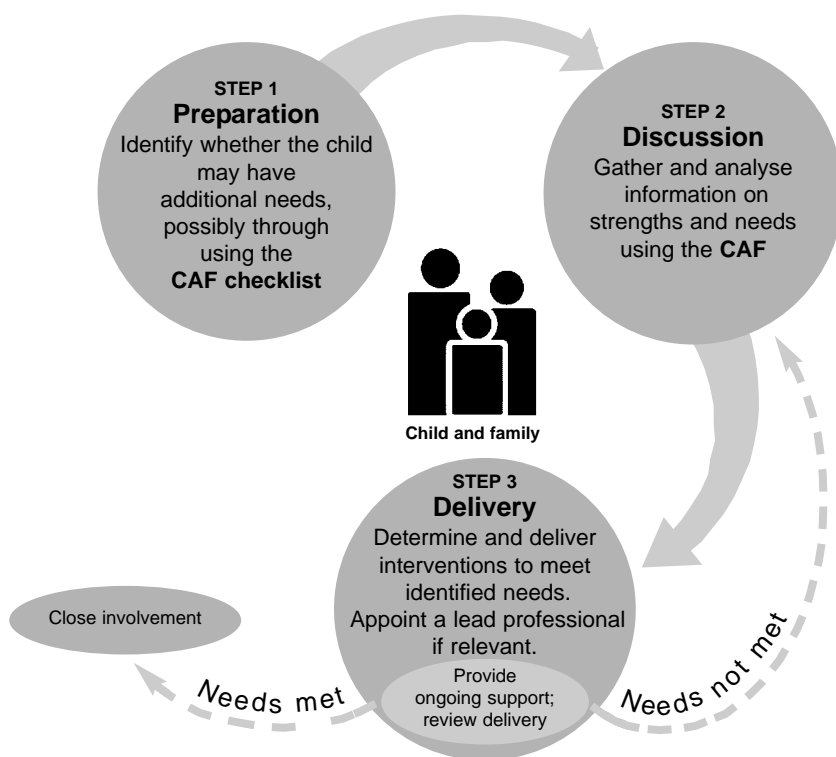 STEP 1
Preparation
Identify whether the child
may have
additional needs,
possibly through
using the
CAF checklist
STEP 2
Discussion
Gather and analyse
information on
strengths and needs
using the CAF
Child and family
STEP 3
Delivery
Determine and deliver
interventions to meet
identified needs.
Appoint a lead professional
if relevant.
Provide
ongoing support;
review delivery
Close involvement
Needs met
Needs not met